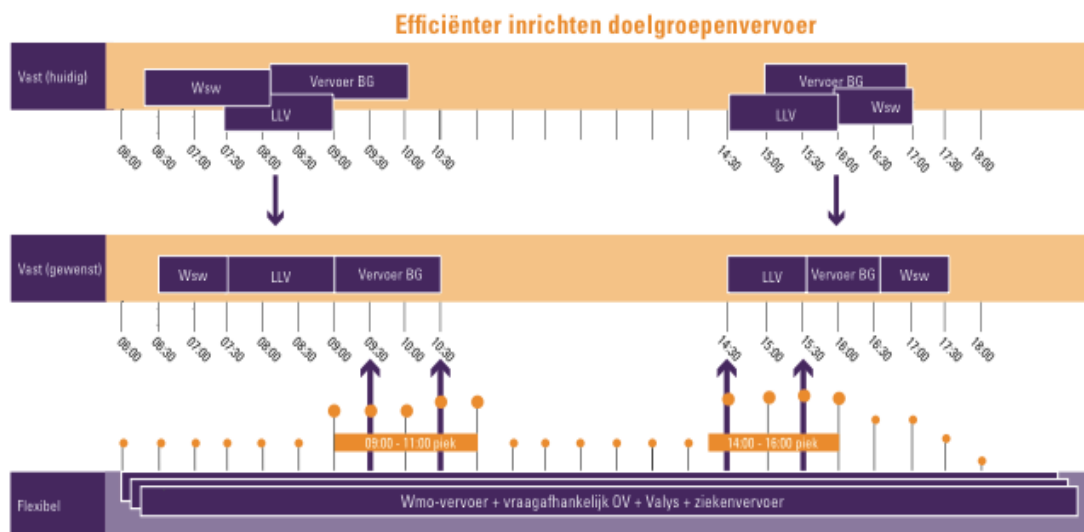 Efficiënter inrichten doelgroepenvervoer
Vast (huidig)
Wsw
Vervoer BG
LLV
Vervoer BG
LLV
Wsw
06:00 06:30 07:00 07:30 08:00 08:30 09:00 09:30 10:00 10:30 14:30 15:00 15:30 16:00 16:30 17:00 17:30 18:00
Vast (gewenst)
Wsw LLV Vervoer BG LLV Vervoer BG Wsw
06:00 06:30 07:00 07:30 08:00 08:30 09:00 09:30 10:00 10:30 14:30 15:00 15:30 16:00 16:30 17:00 17:30 18:00
09:00 - 11:00 piek 14:00 - 16:00 piek
Flexibel
Wmo-vervoer + vraagafhankelijk OV + Valys + ziekenvervoer